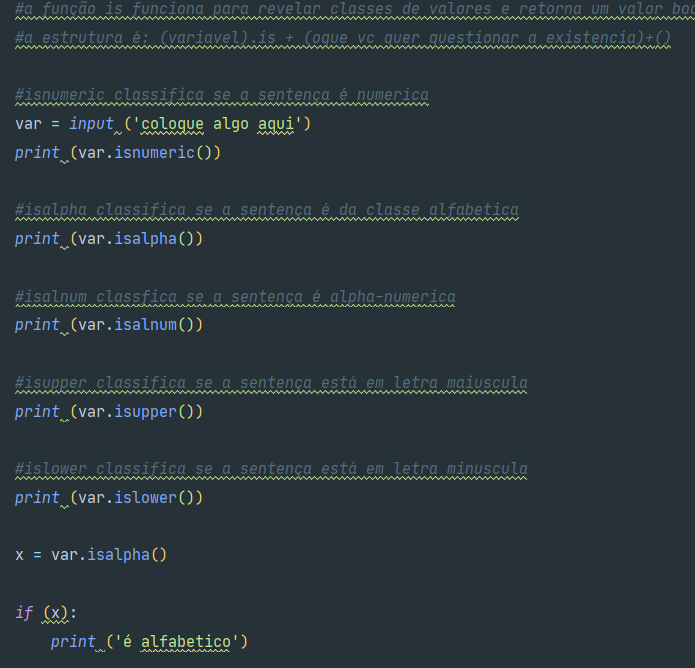 #a função is funciona para revelar classes de valores e retorna um valor
#a estrutura é: (variavel).is + (oque vc quer questionar a existencia)+()
#isnumeric classifica se a sentença é numerica
var = input ('coloque algo aqui')
print (var.isnumeric())
#isalpha classifica se a sentença é da classe alfabetica
print (var.isalpha())
#isalnum classfica se a sentença é alpha-numerica
print (var.isalnum())
#isupper classifica se a sentença está em letra maiuscula
print (var.isupper())
#islower classifica se a sentença está em letra minuscula
print (var.islower())
x = var.isalpha()
if (x):
    print ('é alfabetico')